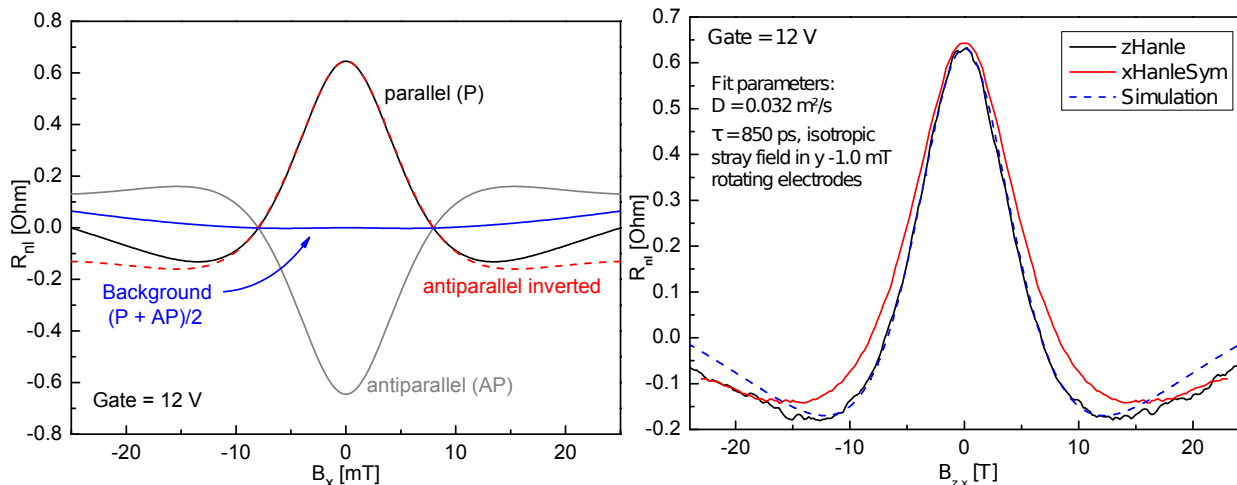 0.8
0.6
0.4
0.2
0.0
-0.2
-0.4
-0.6
-0.8
R_nl [Ohm]
parallel (P)
Background
(P + AP)/2
antiparallel inverted
antiparallel (AP)
Gate = 12 V
-20 -10 0 10 20
B_x [mT]
0.7
0.6
0.5
0.4
0.3
0.2
0.1
0.0
-0.1
-0.2
R_nl [Ohm]
Gate = 12 V
Fit parameters:
D = 0.032 m²/s
τ = 850 ps, isotropic
stray field in y -1.0 mT
rotating electrodes
zHanle
xHanleSym
Simulation
-20 -10 0 10 20
B_z,x [T]